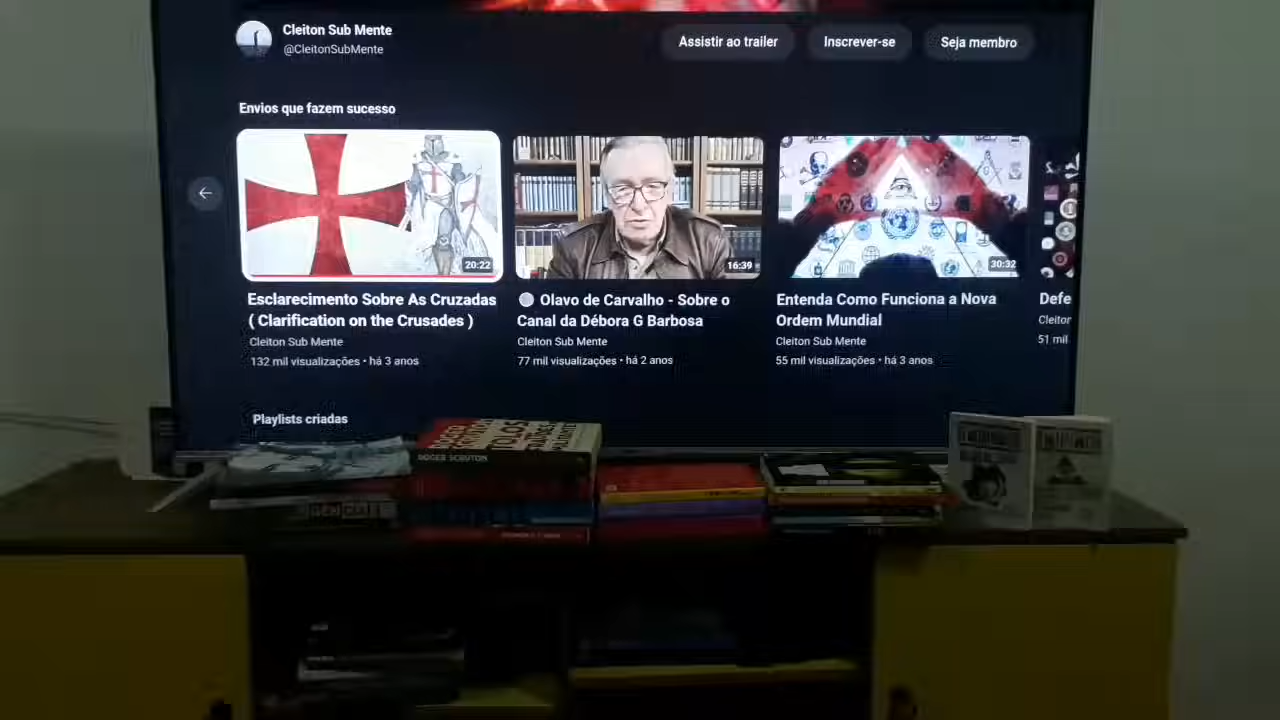 Cleiton Sub Mente
@CleitonSubMente
Assistir ao trailer
Inscrever-se
Seja membro
Envios que fazem sucesso
20:22
16:39
30:32
Esclarecimento Sobre As Cruzadas
( Clarification on the Crusades )
Cleiton Sub Mente
132 mil visualizações • há 3 anos
Olavo de Carvalho - Sobre o
Canal da Débora G Barbosa
Cleiton Sub Mente
77 mil visualizações • há 2 anos
Entenda Como Funciona a Nova
Ordem Mundial
Cleiton Sub Mente
55 mil visualizações • há 3 anos
Defe
Cleitor
51 mil
Playlists criadas
TOLOS
ROGER SCRUTON